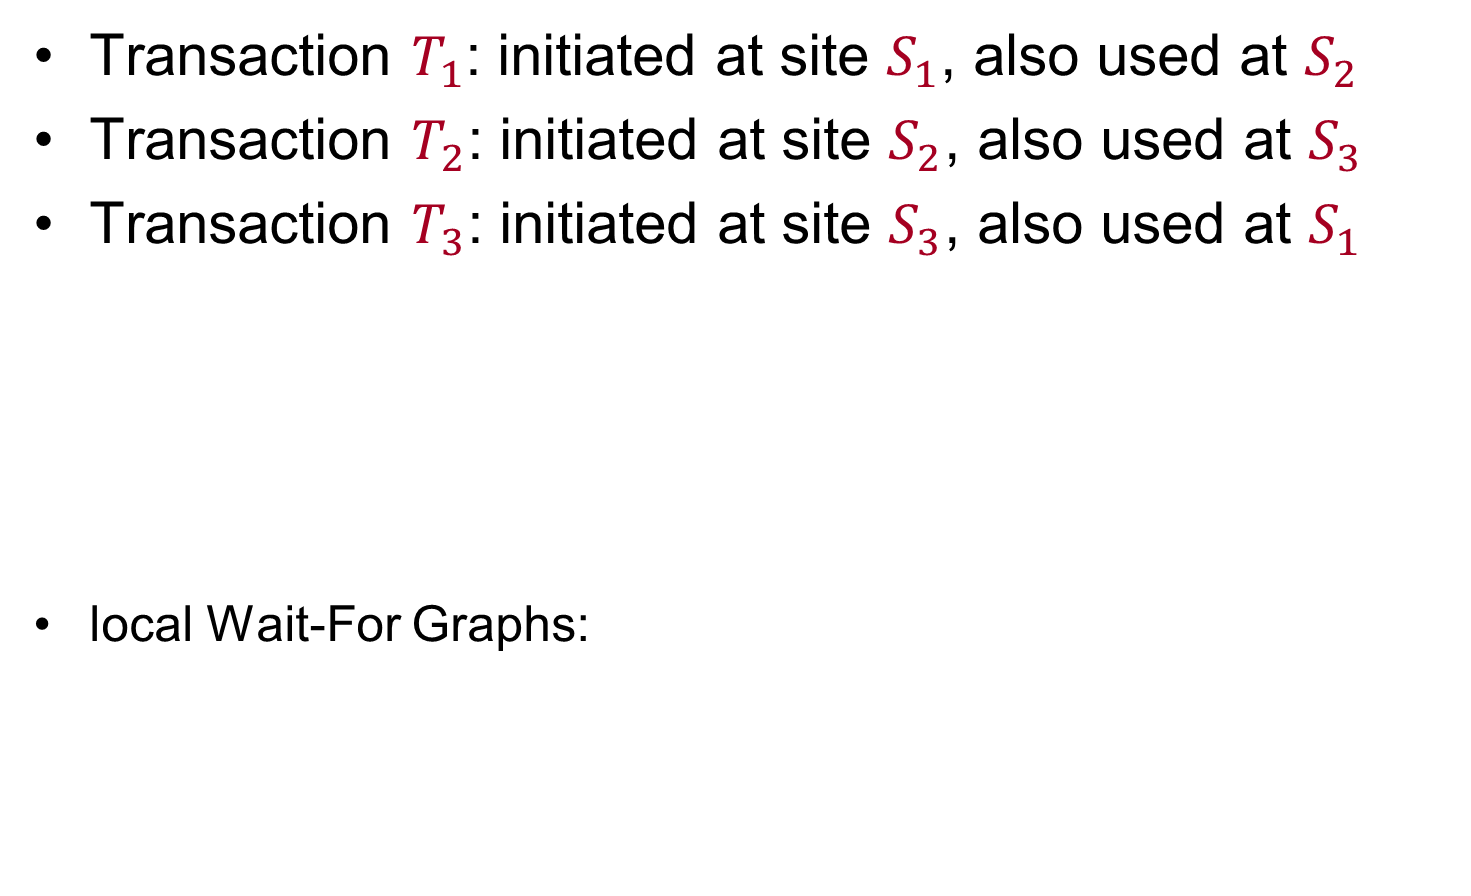 • Transaction T₁: initiated at site S₁, also used at S₂
• Transaction T₂: initiated at site S₂, also used at S₃
• Transaction T₃: initiated at site S₃, also used at S₁
• local Wait-For Graphs: